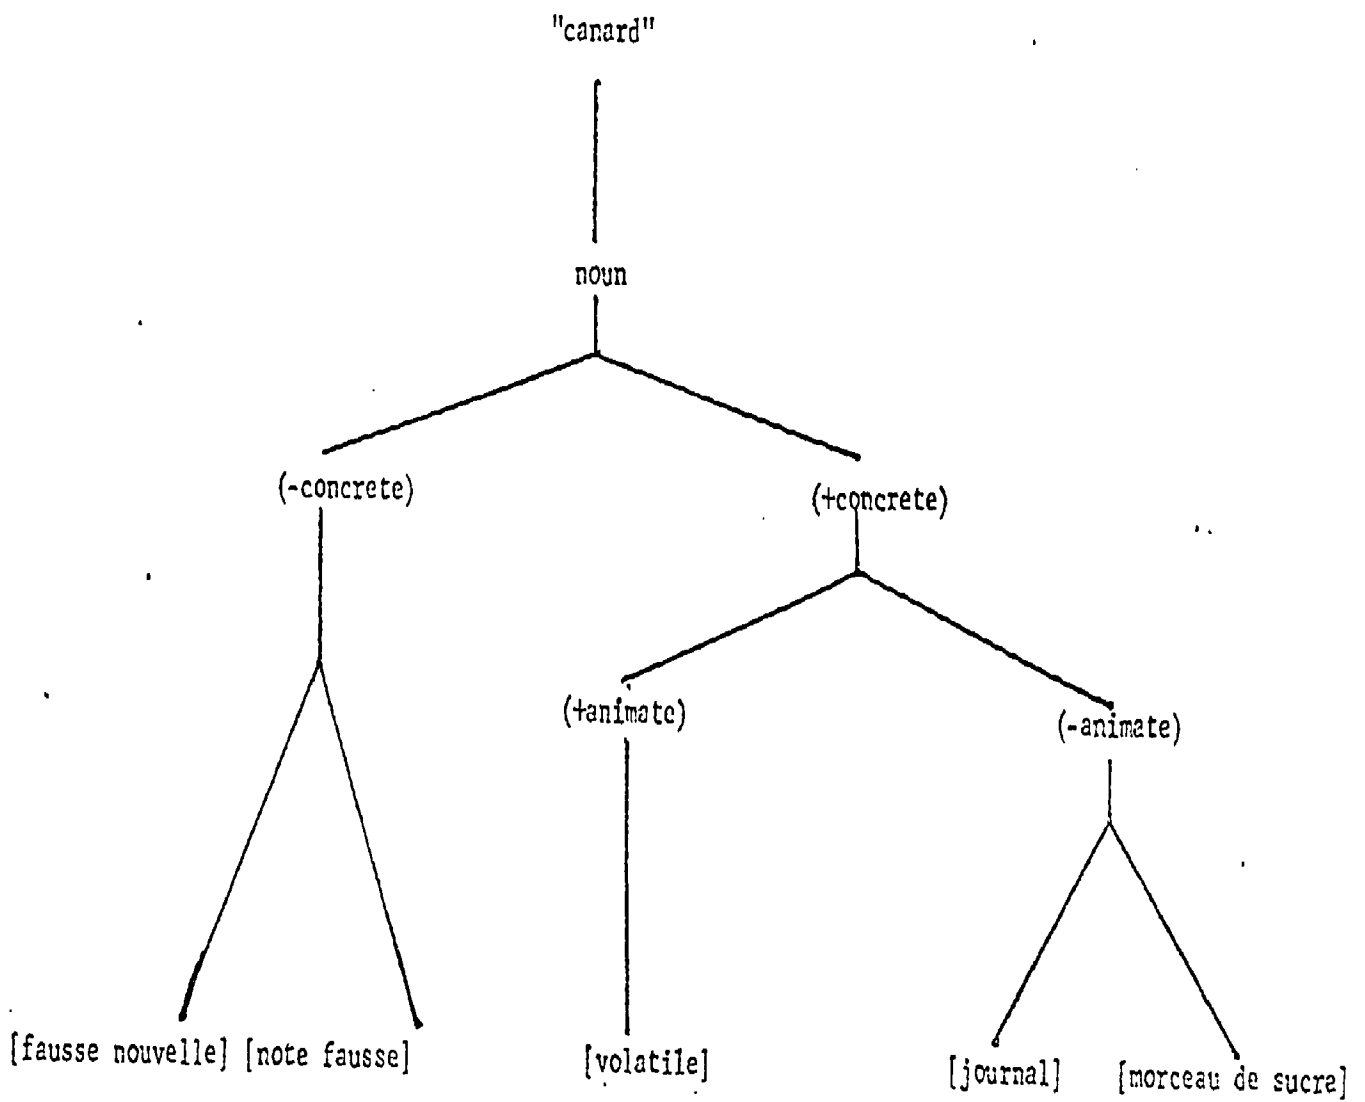 "canard"
noun
(-concrete)
(+concrete)
(+animate)
(-animate)
[fausse nouvelle] [note fausse]
[volatile]
[journal]
[morceau de sucre]